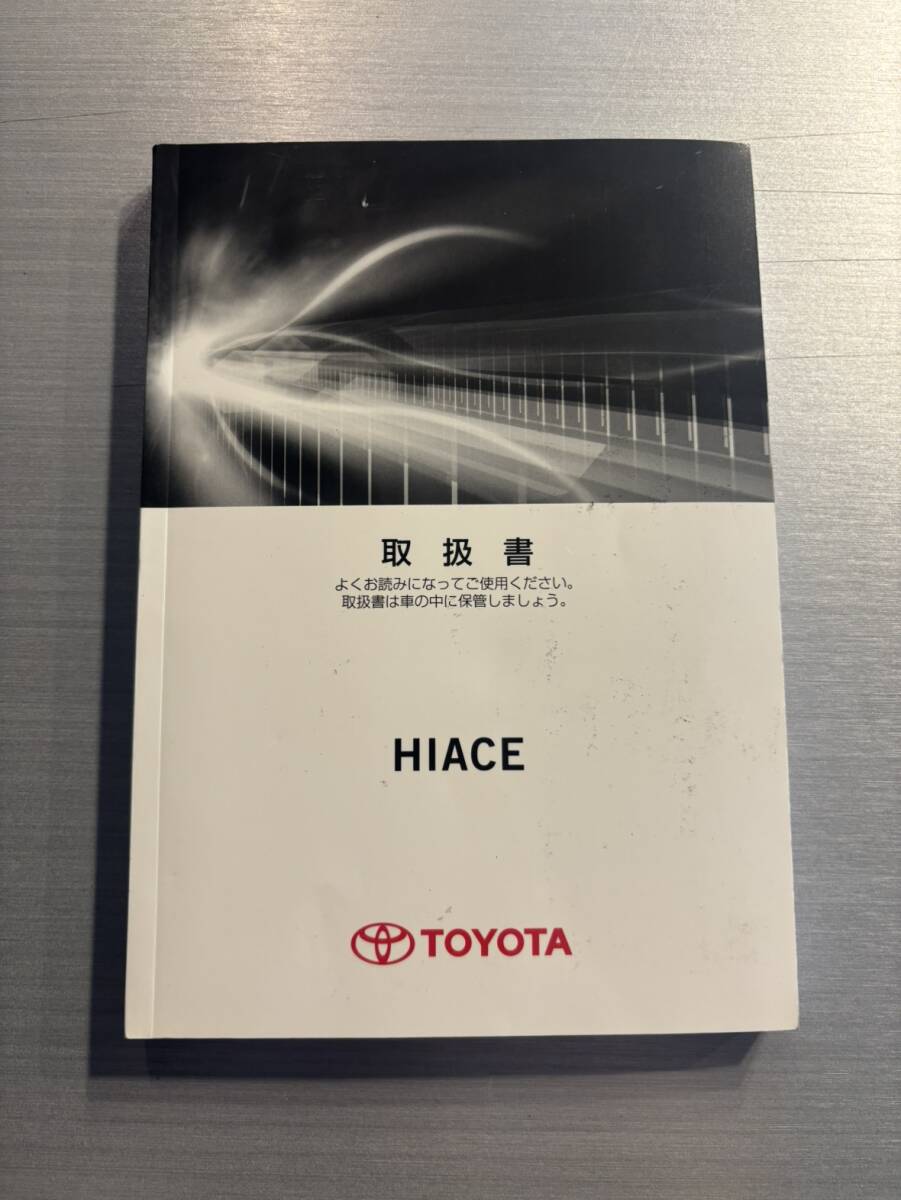 取扱書
よくお読みになってご使用ください。
取扱書は車の中に保管しましょう。
HIACE
TOYOTA